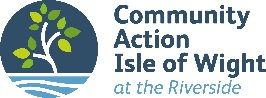 Community
Action
Isle of Wight
at the Riverside